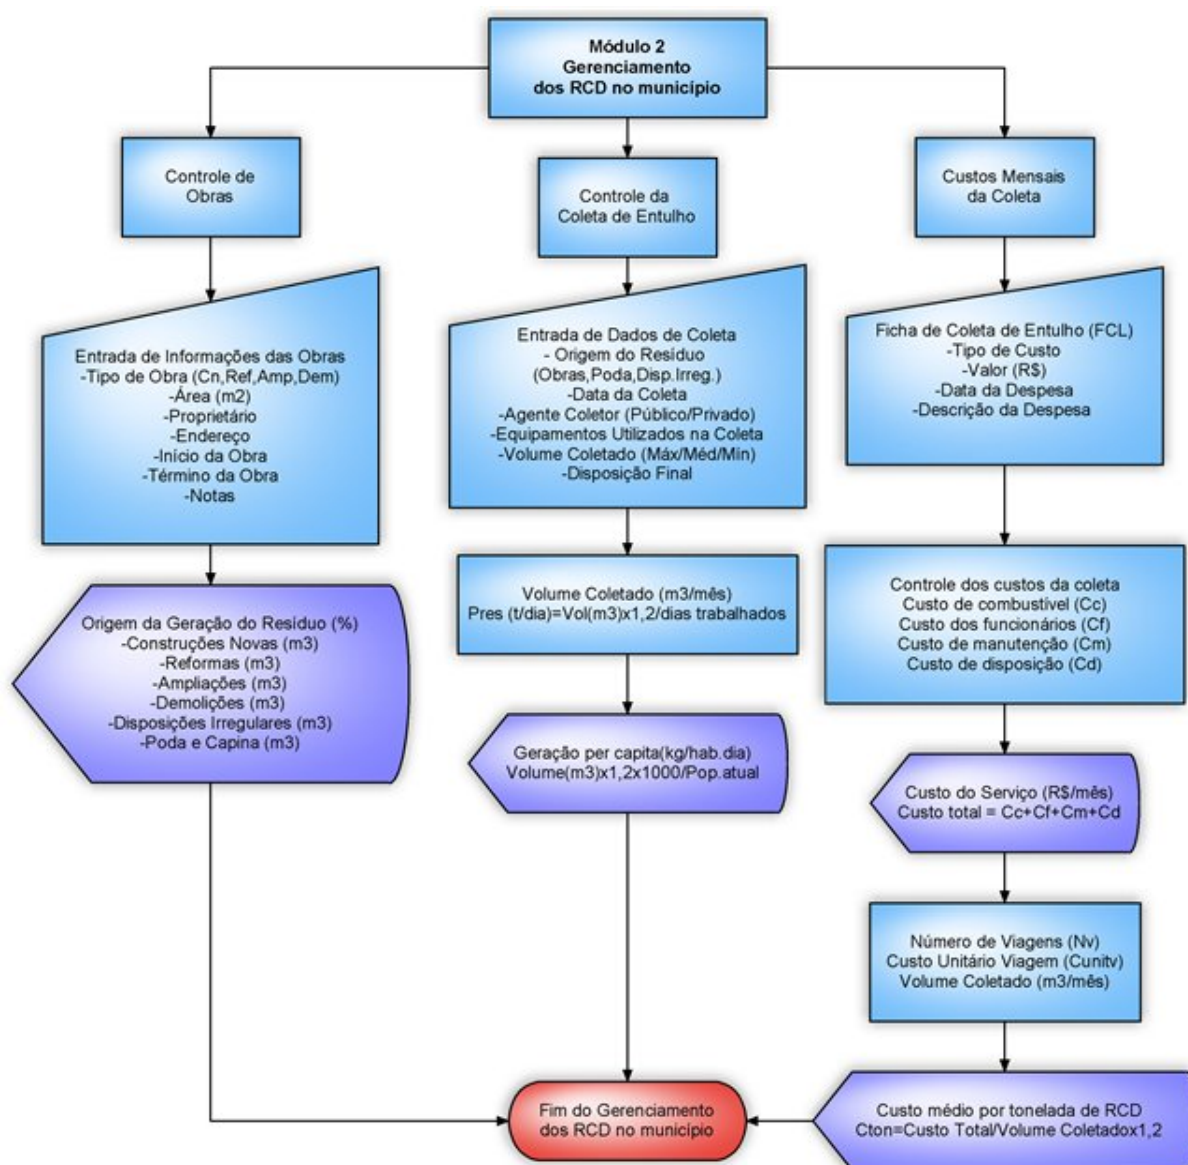 Módulo 2
Gerenciamento
dos RCD no município
Controle de
Obras
Entrada de Informações das Obras
-Tipo de Obra (Cn,Ref,Amp,Dem)
-Área (m2)
-Proprietário
-Endereço
-Início da Obra
-Término da Obra
-Notas
Origem da Geração do Resíduo (%)
-Construções Novas (m3)
-Reformas (m3)
-Ampliações (m3)
-Demolições (m3)
-Disposições Irregulares (m3)
-Poda e Capina (m3)
Controle da
Coleta de Entulho
Entrada de Dados de Coleta
- Origem do Resíduo
(Obras,Poda,Disp.Irreg.)
-Data da Coleta
-Agente Coletor (Público/Privado)
-Equipamentos Utilizados na Coleta
-Volume Coletado (Máx/Méd/Min)
-Disposição Final
Volume Coletado (m3/mês)
Pres (t/dia)=Vol(m3)x1,2/dias trabalhados
Geração per capita(kg/hab.dia)
Volume(m3)x1,2x1000/Pop.atual
Custos Mensais
da Coleta
Ficha de Coleta de Entulho (FCL)
-Tipo de Custo
-Valor (R$)
-Data da Despesa
-Descrição da Despesa
Controle dos custos da coleta
Custo de combustível (Cc)
Custo dos funcionários (Cf)
Custo de manutenção (Cm)
Custo de disposição (Cd)
Custo do Serviço (R$/mês)
Custo total = Cc+Cf+Cm+Cd
Número de Viagens (Nv)
Custo Unitário Viagem (Cunitv)
Volume Coletado (m3/mês)
Custo médio por tonelada de RCD
Cton=Custo Total/Volume Coletadox1,2
Fim do Gerenciamento
dos RCD no município